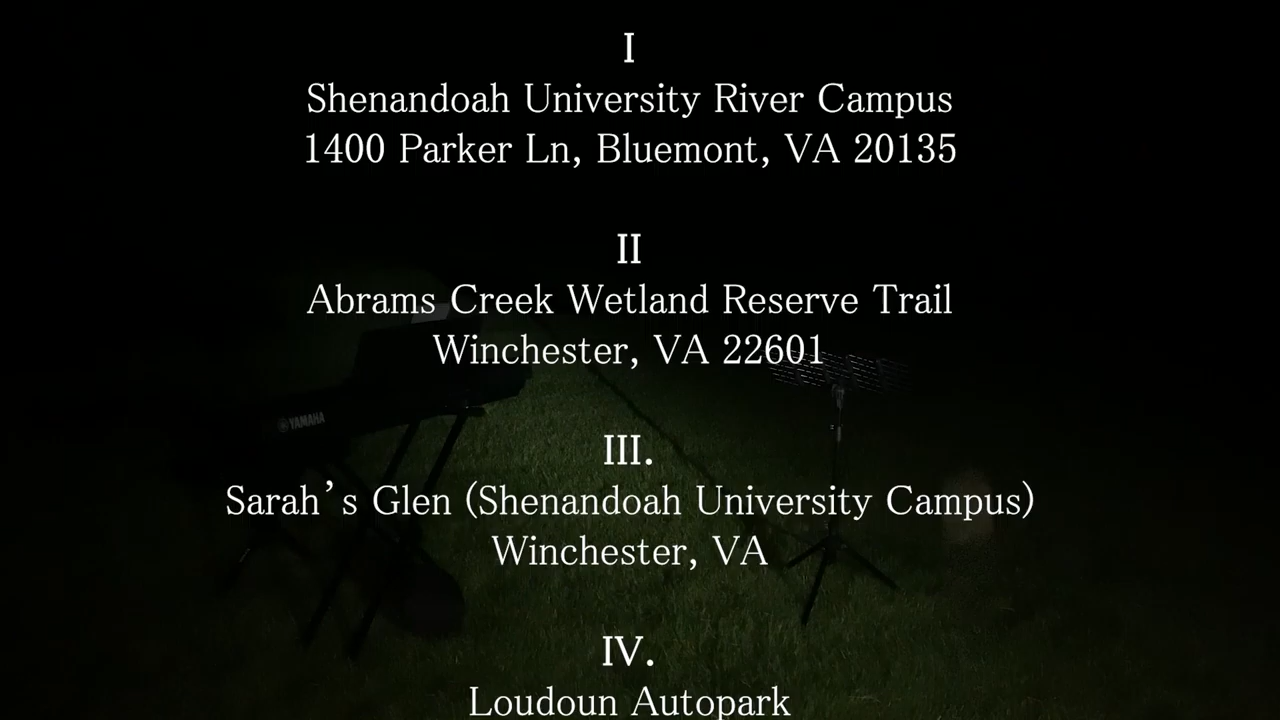 I
Shenandoah University River Campus
1400 Parker Ln, Bluemont, VA 20135
II
Abrams Creek Wetland Reserve Trail
Winchester, VA 22601
YAMAHA
III.
Sarah’s Glen (Shenandoah University Campus)
Winchester, VA
IV.
Loudoun Autopark